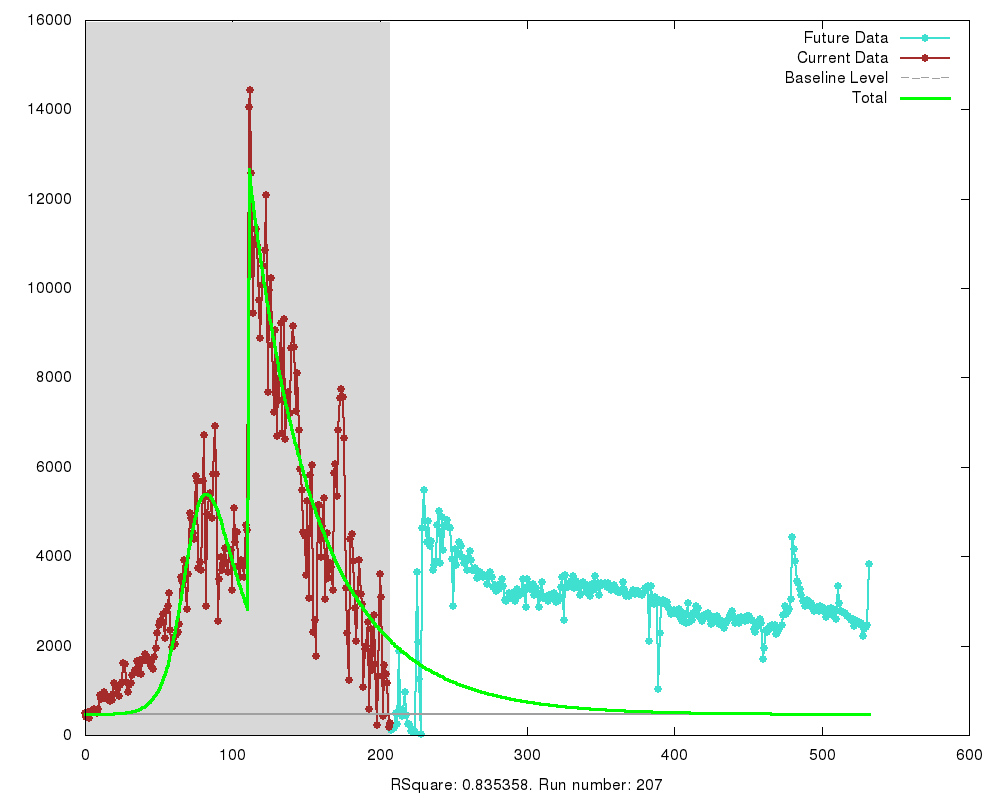 16000
14000
12000
10000
8000
6000
4000
2000
0
Future Data
Current Data
Baseline Level
Total
0 100 200 300 400 500 600
RSquare: 0.835358. Run number: 207